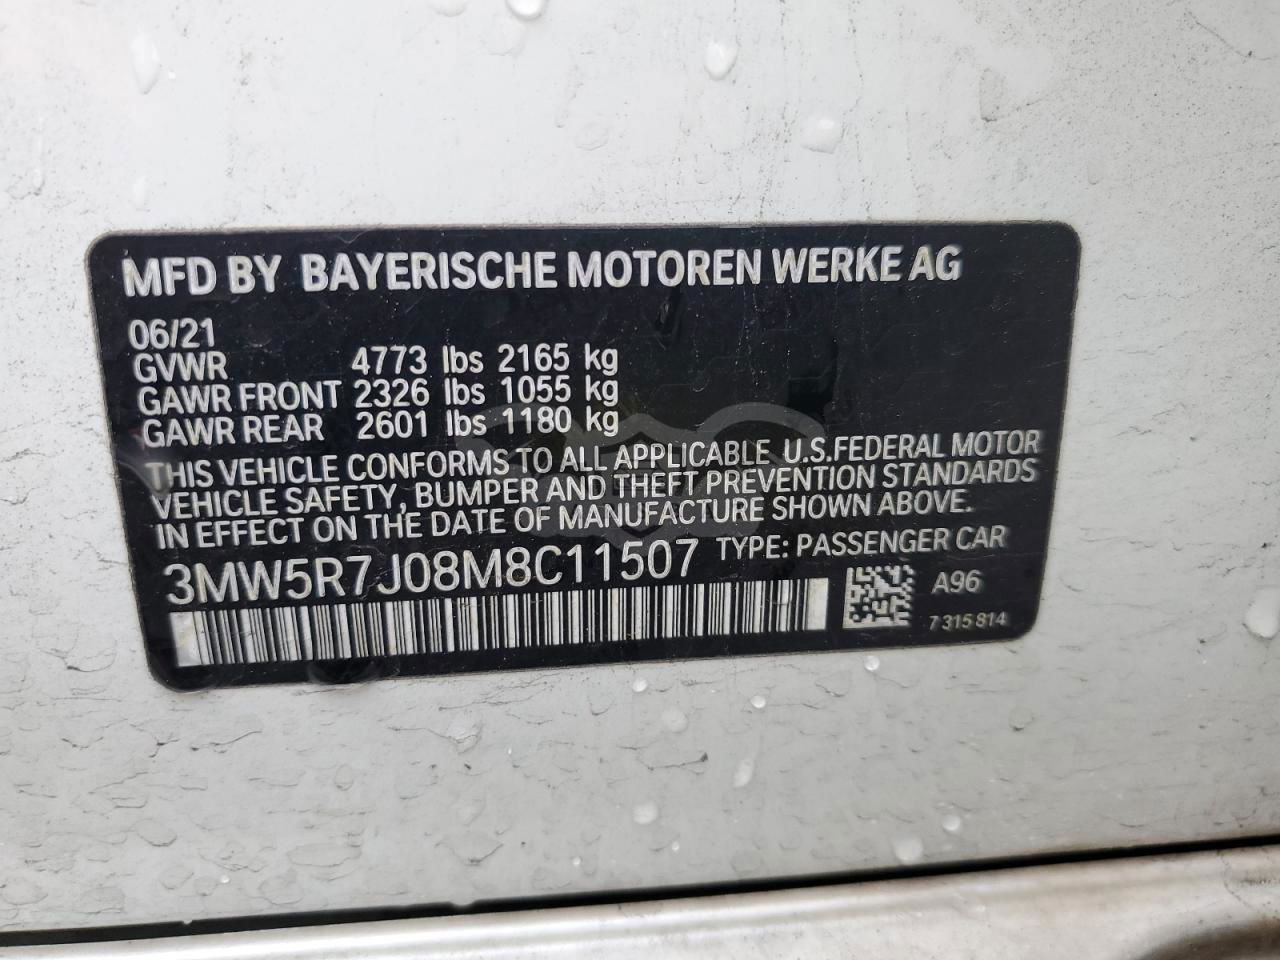 MFD BY BAYERISCHE MOTOREN WERKE AG
06/21
GVWR 4773 lbs 2165 kg
GAWR FRONT 2326 lbs 1055 kg
GAWR REAR 2601 lbs 1180 kg
THIS VEHICLE CONFORMS TO ALL APPLICABLE U.S.FEDERAL MOTOR
VEHICLE SAFETY, BUMPER AND THEFT PREVENTION STANDARDS
IN EFFECT ON THE DATE OF MANUFACTURE SHOWN ABOVE.
3MW5R7J08M8C11507 TYPE: PASSENGER CAR
A96
7 315 814